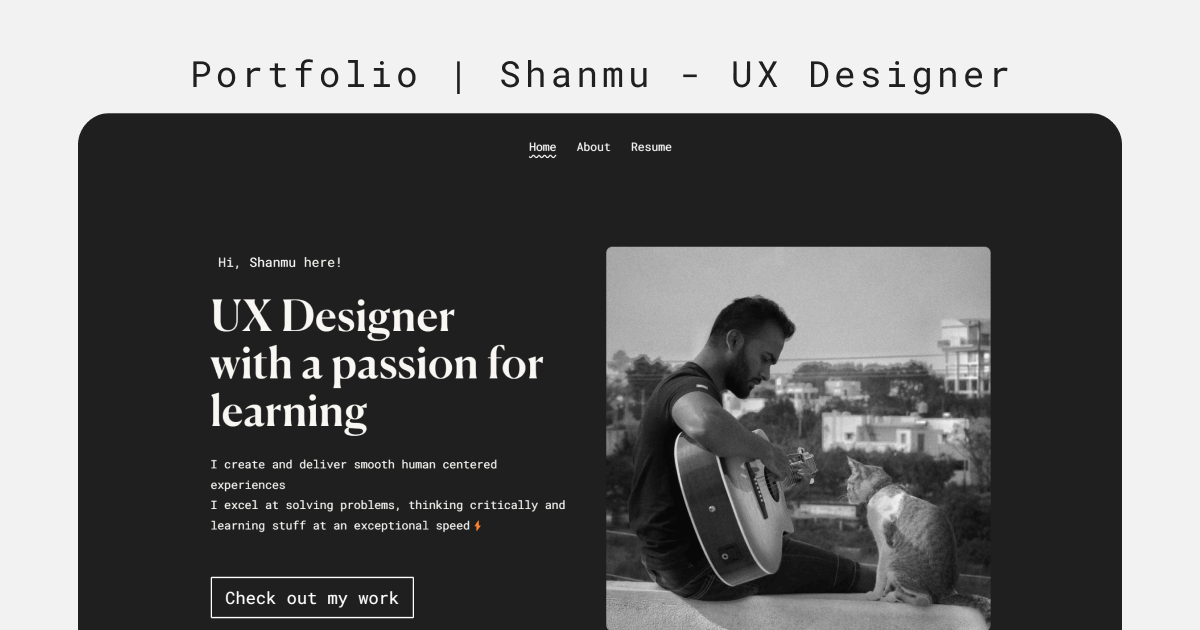 Portfolio | Shanmu - UX Designer
Home About Resume
Hi, Shanmu here!
UX Designer
with a passion for
learning
I create and deliver smooth human centered
experiences
I excel at solving problems, thinking critically and
learning stuff at an exceptional speed⚡
Check out my work